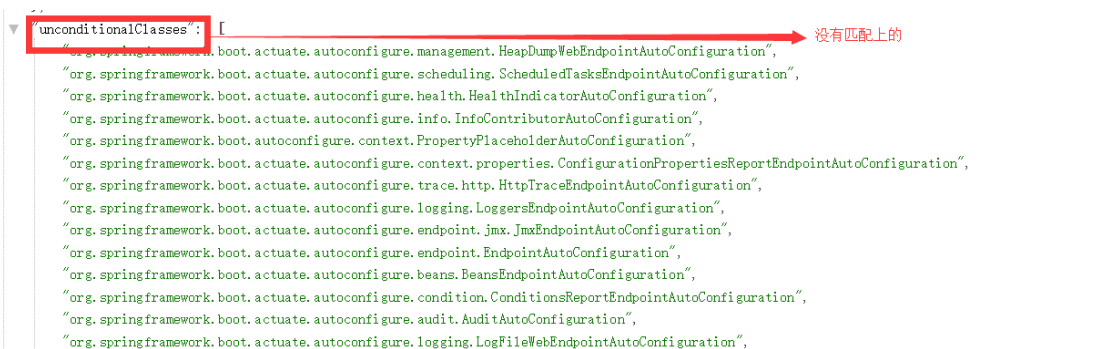 "unconditionalClasses": [
没有匹配上的
"org.springframework.boot.actuate.autoconfigure.management.HeapDumpWebEndpointAutoConfiguration",
"org.springframework.boot.actuate.autoconfigure.scheduling.ScheduledTasksEndpointAutoConfiguration",
"org.springframework.boot.actuate.autoconfigure.health.HealthIndicatorAutoConfiguration",
"org.springframework.boot.actuate.autoconfigure.info.InfoContributorAutoConfiguration",
"org.springframework.boot.autoconfigure.context.PropertyPlaceholderAutoConfiguration",
"org.springframework.boot.actuate.autoconfigure.context.properties.ConfigurationPropertiesReportEndpointAutoConfiguration",
"org.springframework.boot.actuate.autoconfigure.trace.http.HttpTraceEndpointAutoConfiguration",
"org.springframework.boot.actuate.autoconfigure.logging.LoggersEndpointAutoConfiguration",
"org.springframework.boot.actuate.autoconfigure.endpoint.jmx.JmxEndpointAutoConfiguration",
"org.springframework.boot.actuate.autoconfigure.endpoint.EndpointAutoConfiguration",
"org.springframework.boot.actuate.autoconfigure.beans.BeansEndpointAutoConfiguration",
"org.springframework.boot.actuate.autoconfigure.condition.ConditionsReportEndpointAutoConfiguration",
"org.springframework.boot.actuate.autoconfigure.audit.AuditAutoConfiguration",
"org.springframework.boot.actuate.autoconfigure.logging.LogFileWebEndpointAutoConfiguration",